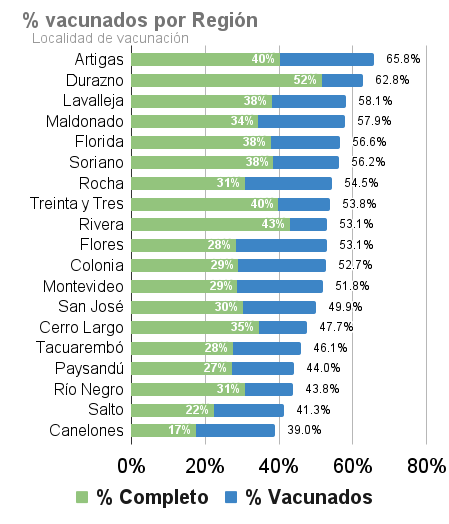 % vacunados por Región
Localidad de vacunación
Artigas 40% 65.8%
Durazno 52% 62.8%
Lavalleja 38% 58.1%
Maldonado 34% 57.9%
Florida 38% 56.6%
Soriano 38% 56.2%
Rocha 31% 54.5%
Treinta y Tres 40% 53.8%
Rivera 43% 53.1%
Flores 28% 53.1%
Colonia 29% 52.7%
Montevideo 29% 51.8%
San José 30% 49.9%
Cerro Largo 35% 47.7%
Tacuarembó 28% 46.1%
Paysandú 27% 44.0%
Río Negro 31% 43.8%
Salto 22% 41.3%
Canelones 17% 39.0%
0% 20% 40% 60% 80%
% Completo % Vacunados